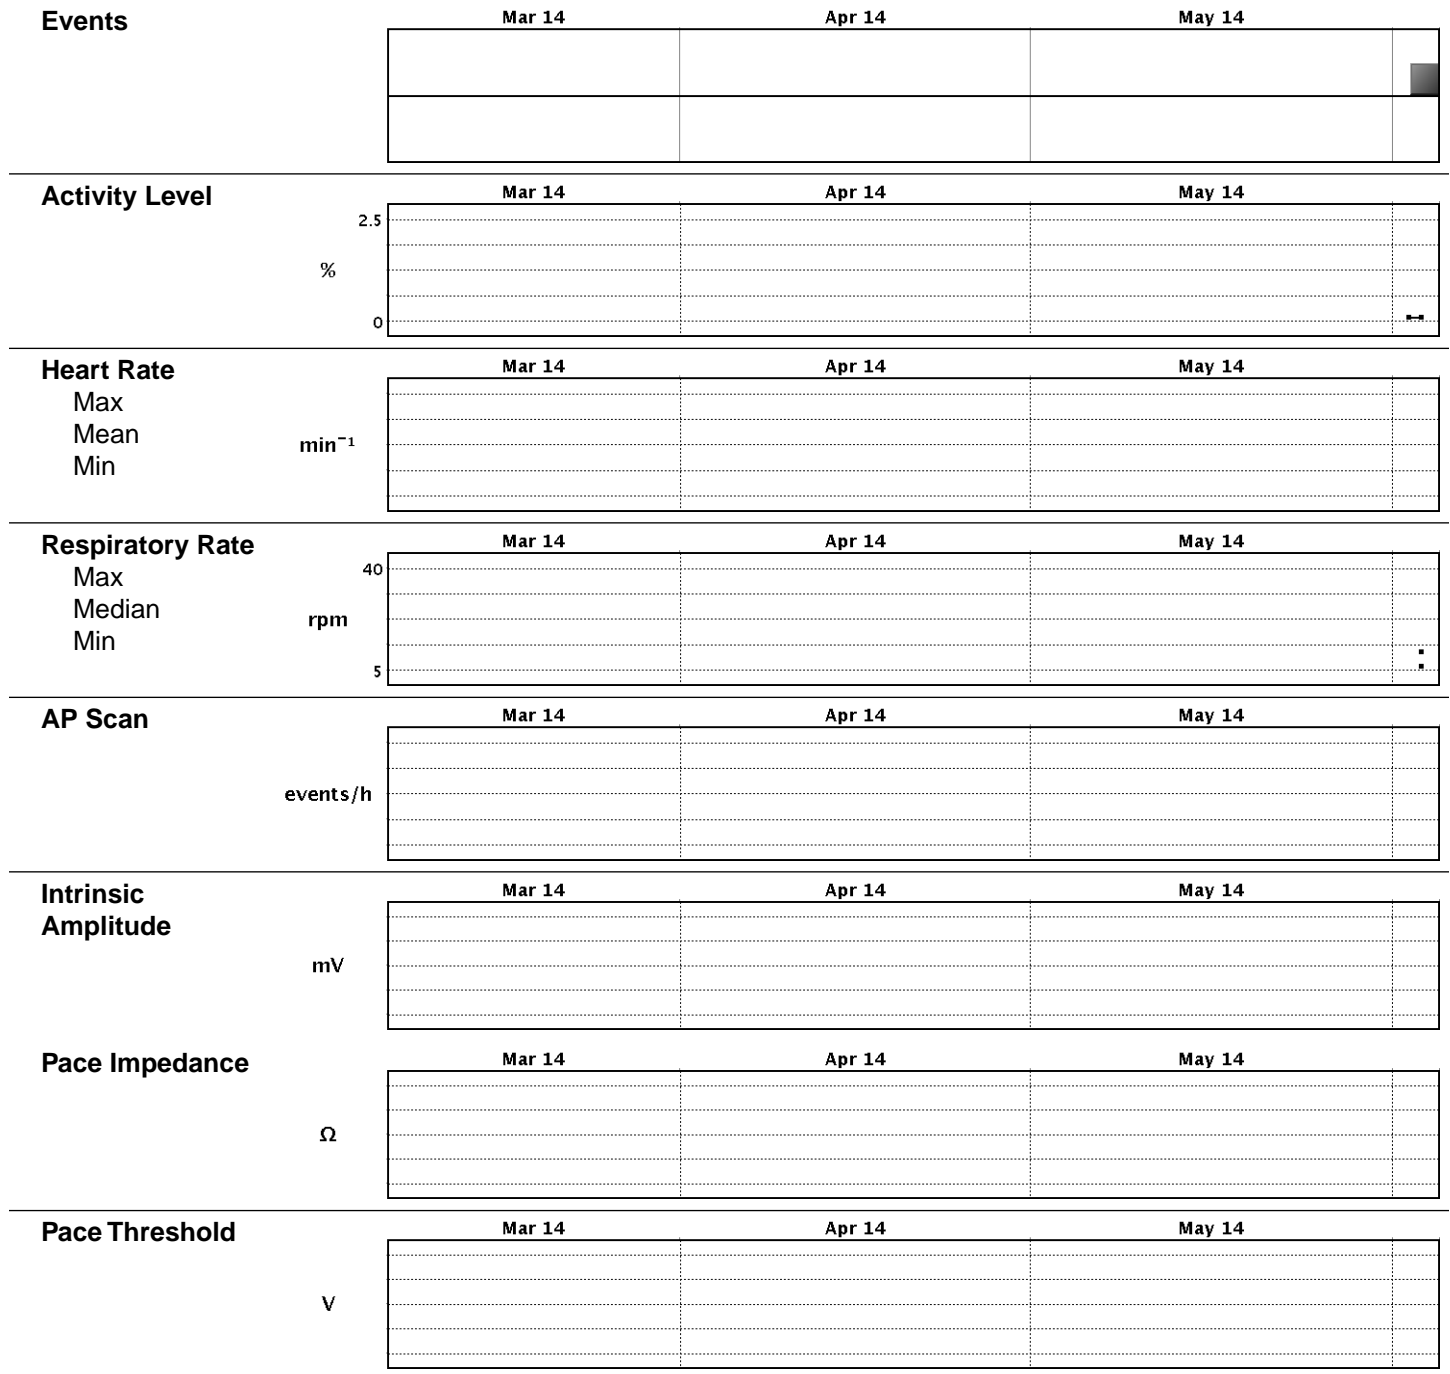 Events
Mar 14 Apr 14 May 14
Activity Level
Mar 14 Apr 14 May 14
2.5
%
0
Heart Rate
Mar 14 Apr 14 May 14
Max
Mean
min⁻¹
Min
Respiratory Rate
Mar 14 Apr 14 May 14
40
Max
Median
rpm
Min
5
AP Scan
Mar 14 Apr 14 May 14
events/h
Intrinsic
Mar 14 Apr 14 May 14
Amplitude
mV
Pace Impedance
Mar 14 Apr 14 May 14
Ω
Pace Threshold
Mar 14 Apr 14 May 14
V